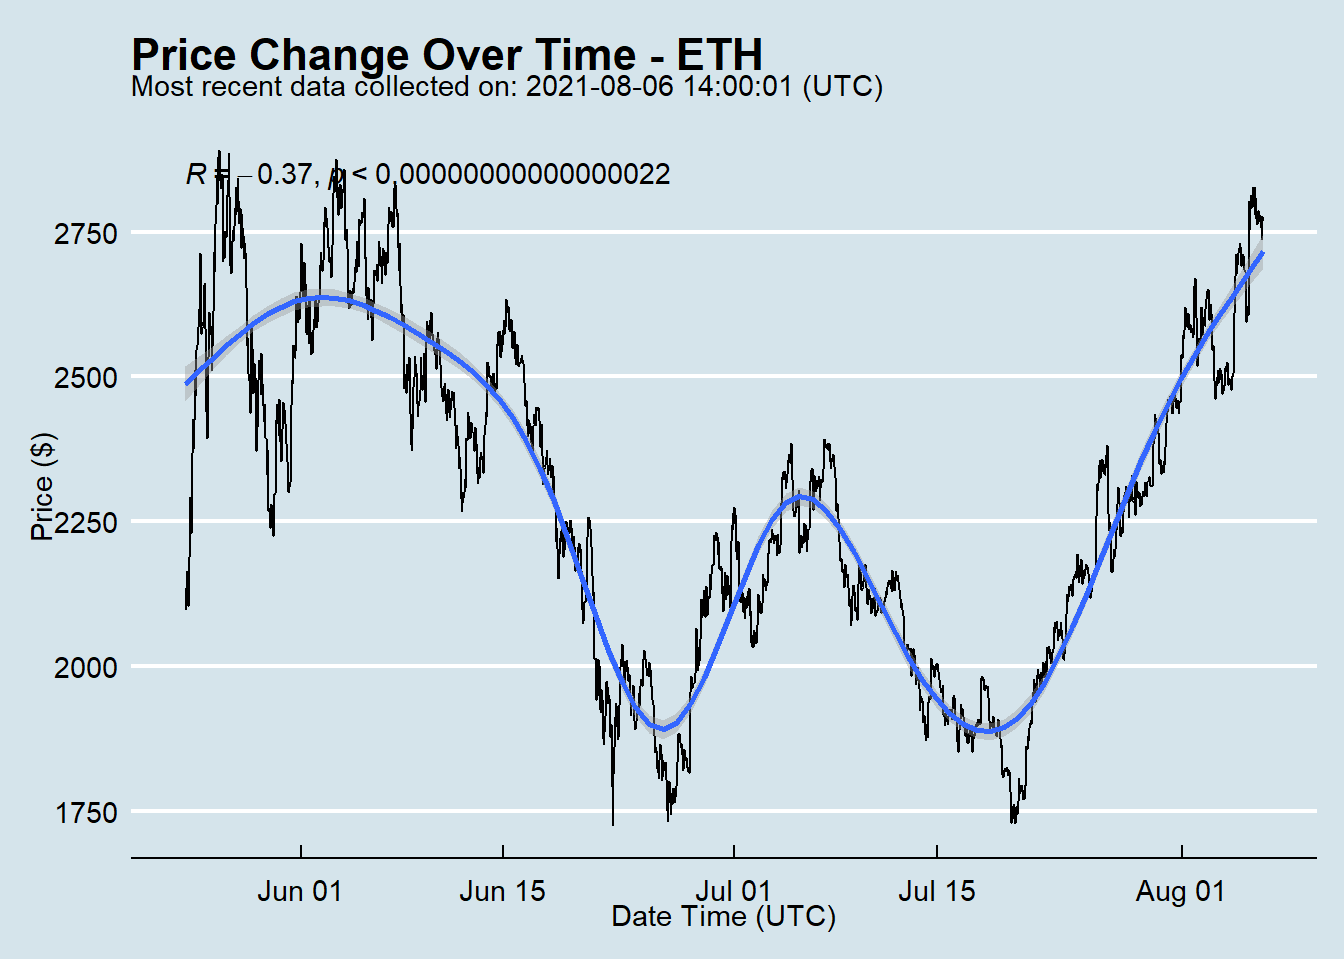 Price Change Over Time - ETH
Most recent data collected on: 2021-08-06 14:00:01 (UTC)
R = −0.37, p < 0.00000000000000022
2750
2500
2250
2000
1750
Price ($)
Jun 01 Jun 15 Jul 01 Jul 15 Aug 01
Date Time (UTC)